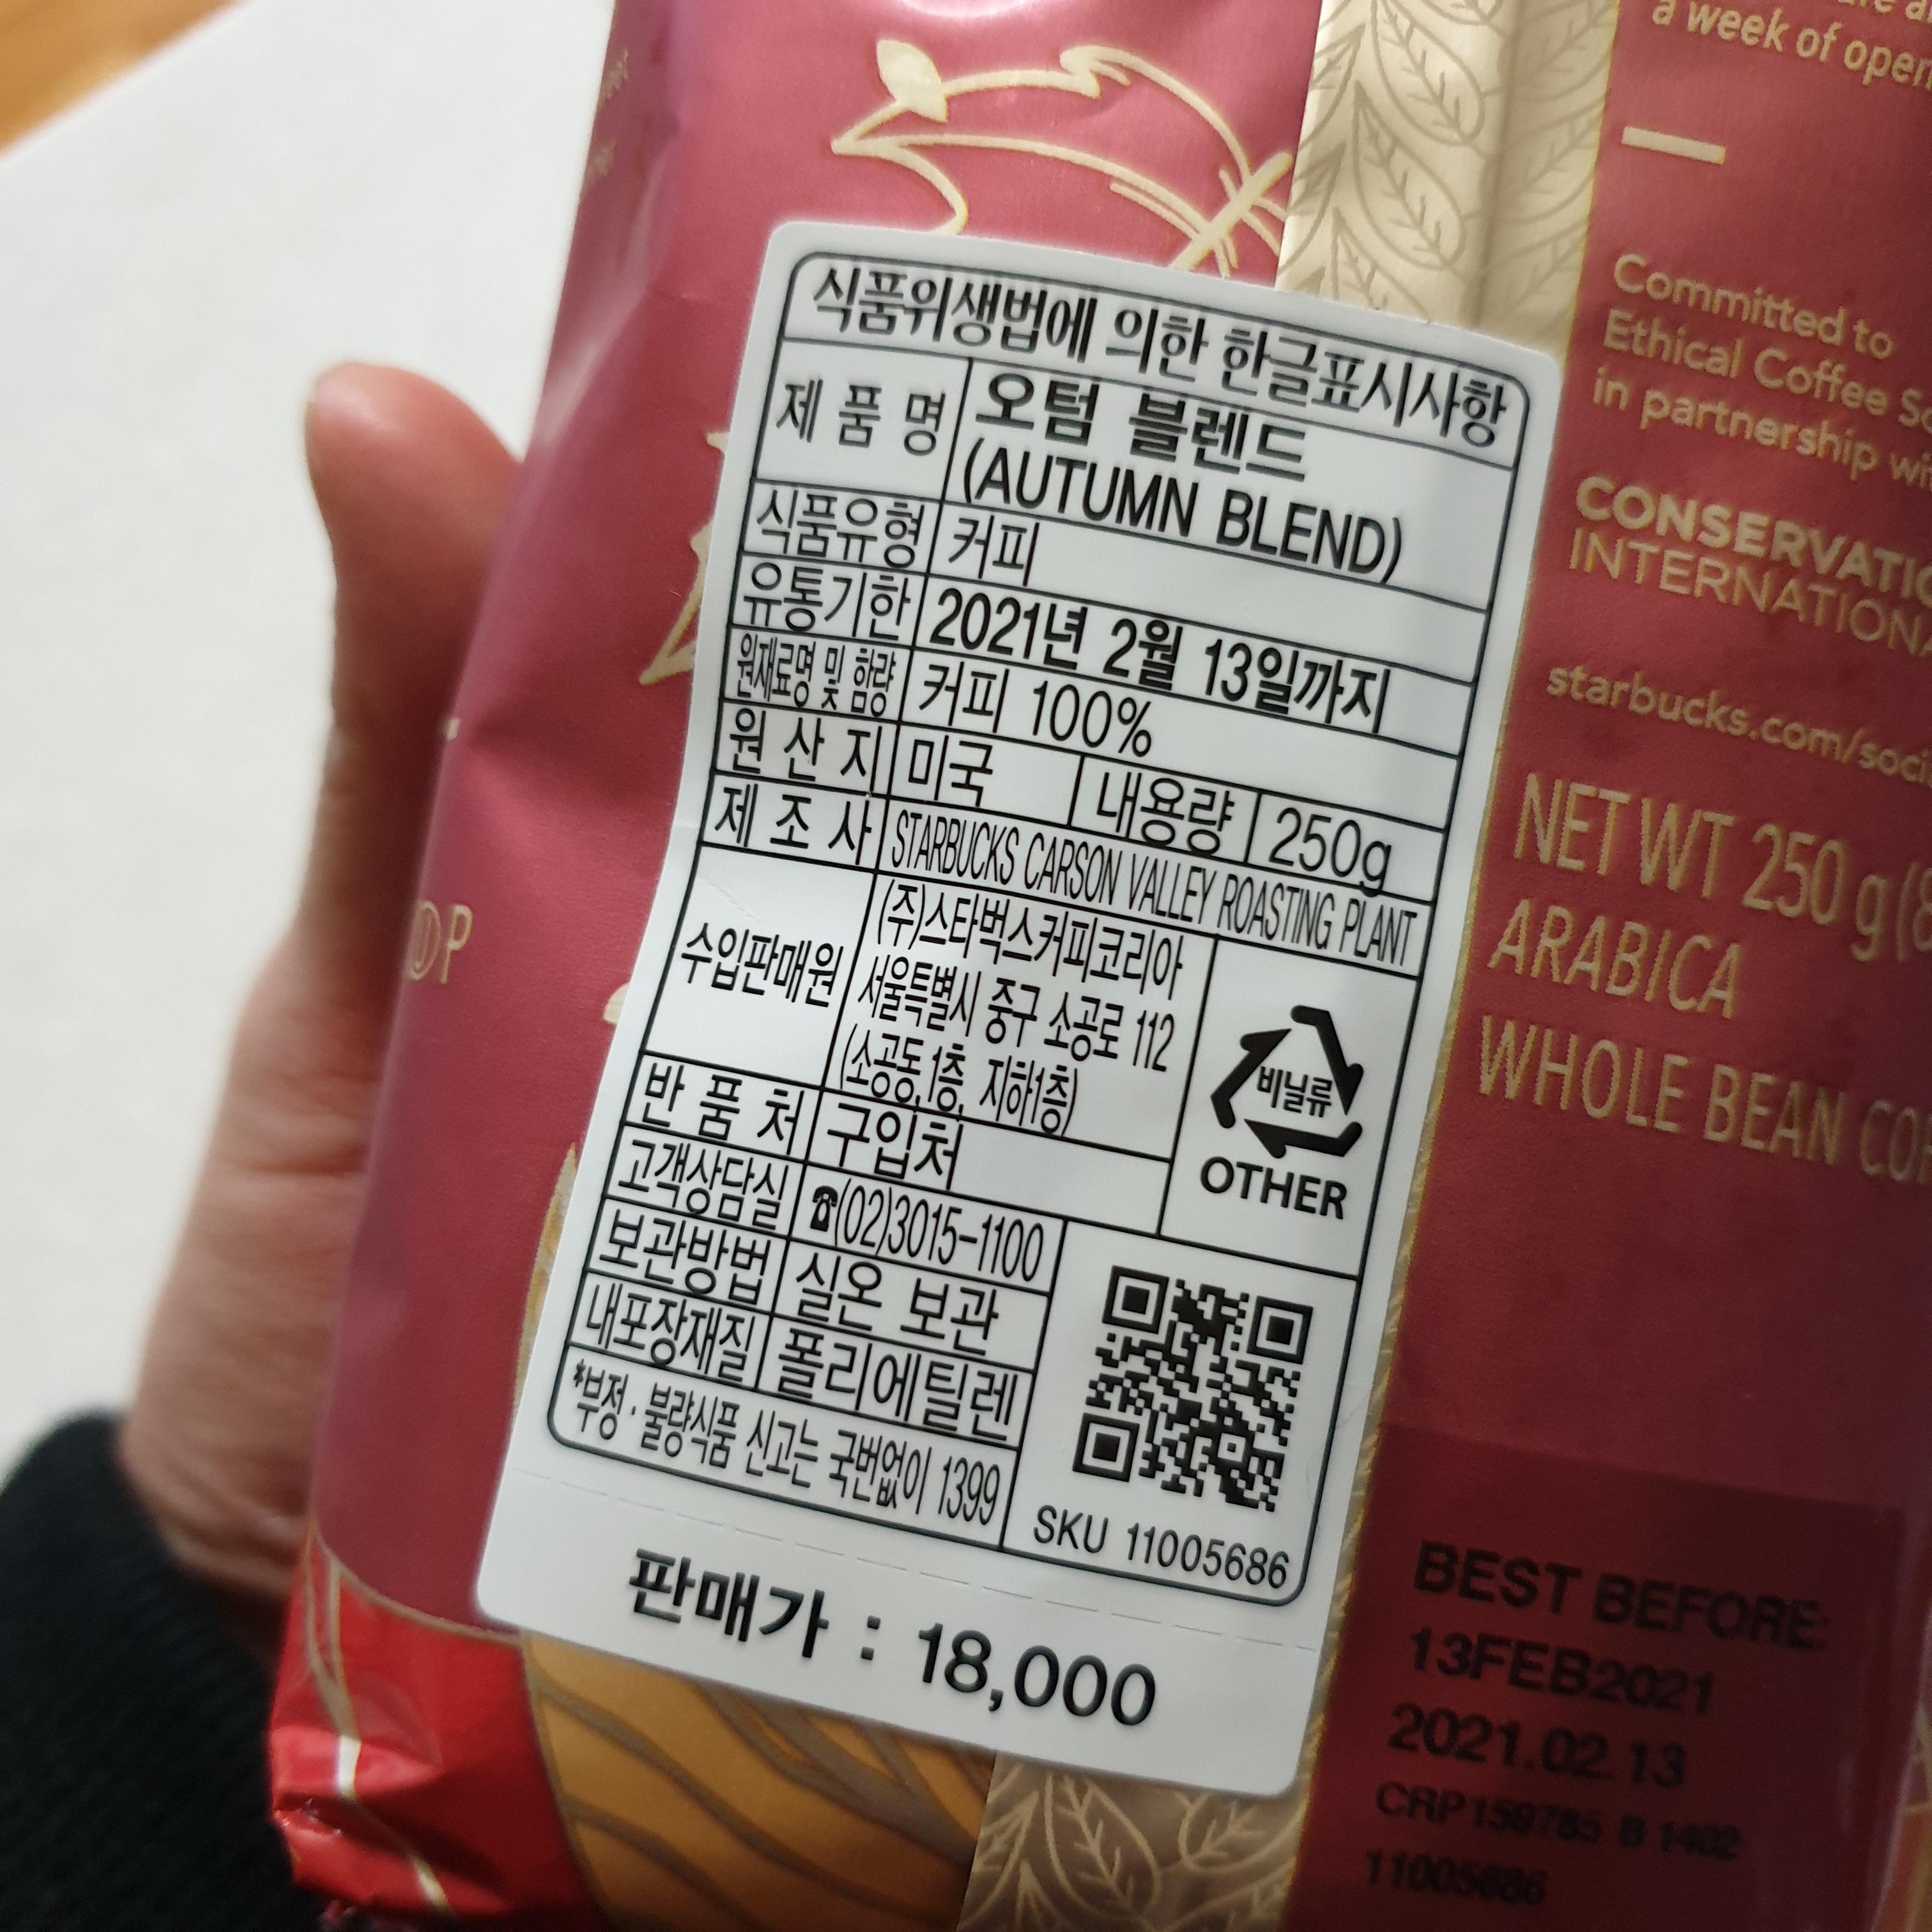 식품위생법에 의한 한글표시사항
제 품 명 오텀 블렌드
(AUTUMN BLEND)
식품유형 커피
유통기한 2021년 2월 13일까지
원재료명 및 함량 커피 100%
원 산 지 미국 내용량 250g
제 조 사 STARBUCKS CARSON VALLEY ROASTING PLANT
수입판매원 (주)스타벅스커피코리아
서울특별시 중구 소공로 112
(소공동,1층, 지하1층)
비닐류
OTHER
반 품 처 구입처
고객상담실 ☎(02)3015-1100
보관방법 실온 보관
내포장재질 폴리에틸렌
*부정·불량식품 신고는 국번없이 1399
SKU 11005686
판매가 : 18,000
a week of
Committed to
Ethical Coffee
in partnership
INTERNATION
starbucks.com/soci
NET WT 250 g
ARABICA
WHOLE BEAN
BEST BEFORE:
13FEB2021
2021.02.13
CRP159785 B 1402
11005686